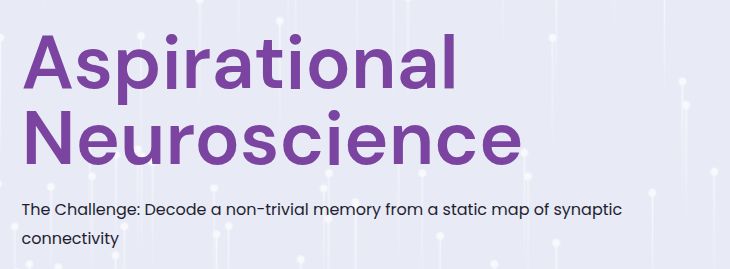 Aspirational
Neuroscience
The Challenge: Decode a non-trivial memory from a static map of synaptic
connectivity